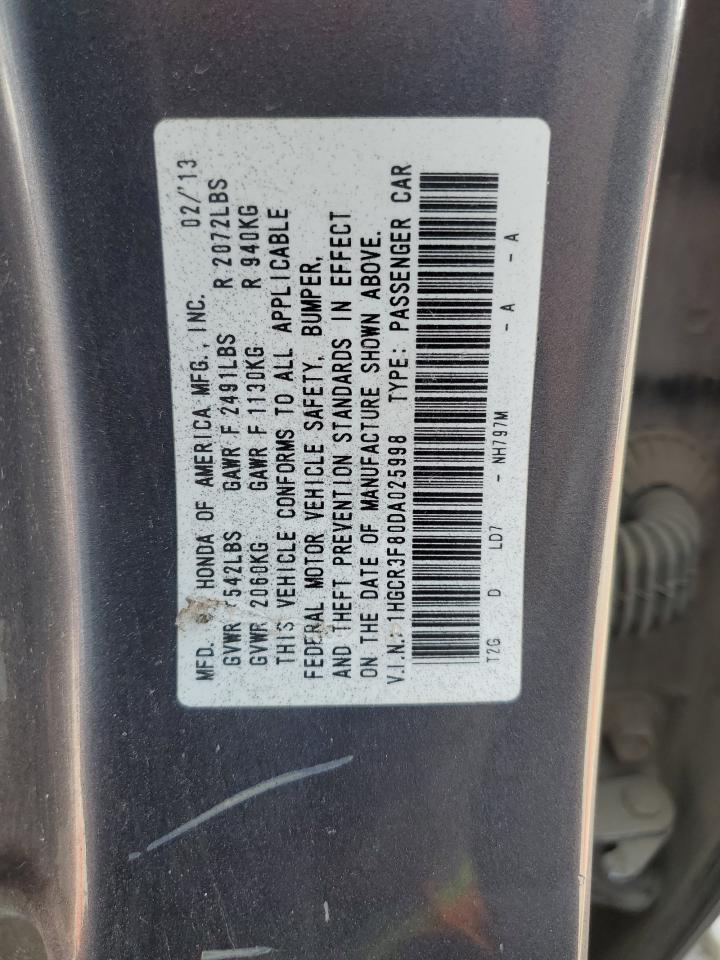 MFD. HONDA OF AMERICA MFG., INC. 02/'13
GVWR 542LBS GAWR F 2491LBS R 2072LBS
GVWR 2060KG GAWR F 1130KG R 940KG
THIS VEHICLE CONFORMS TO ALL APPLICABLE
FEDERAL MOTOR VEHICLE SAFETY, BUMPER,
AND THEFT PREVENTION STANDARDS IN EFFECT
ON THE DATE OF MANUFACTURE SHOWN ABOVE.
V.I.N.: 1HGCR3F80DA025998 TYPE: PASSENGER CAR
T2G D LD7 - NH797M - A - A